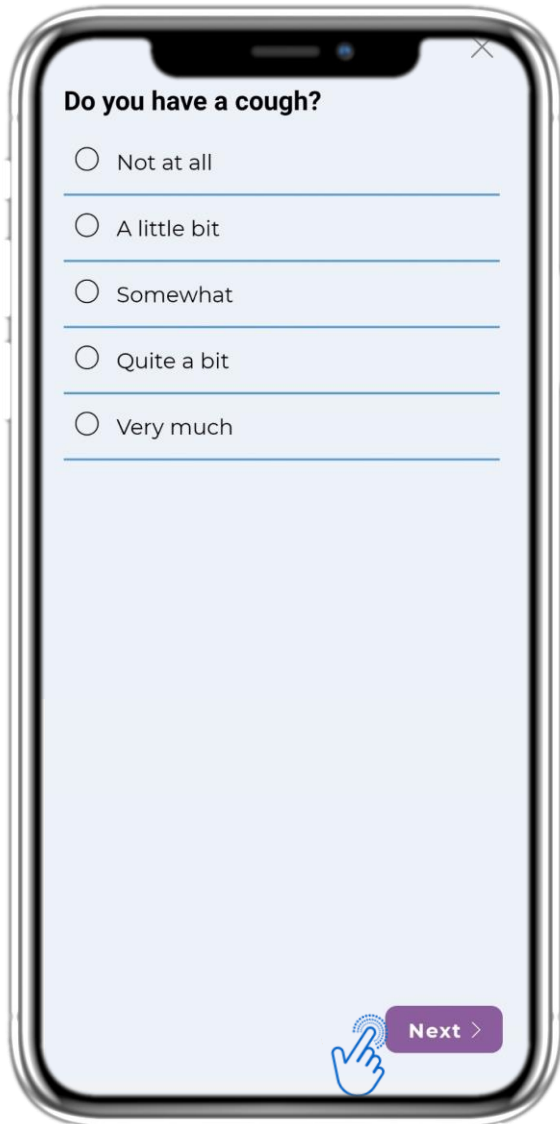 Do you have a cough?
Not at all
A little bit
Somewhat
Quite a bit
Very much
Next